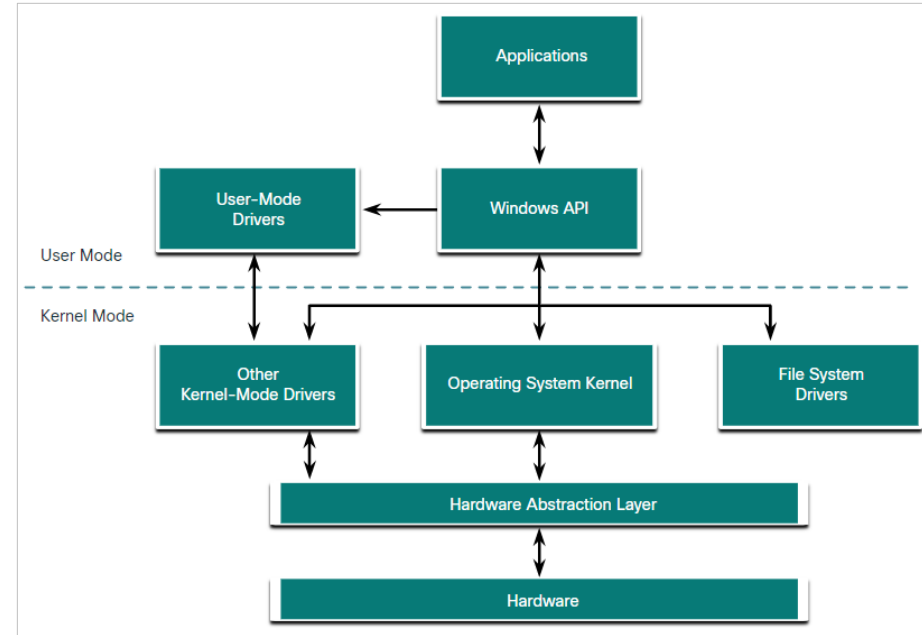 Applications
User-Mode
Drivers
Windows API
User Mode
Kernel Mode
Other
Kernel-Mode Drivers
Operating System Kernel
File System
Drivers
Hardware Abstraction Layer
Hardware